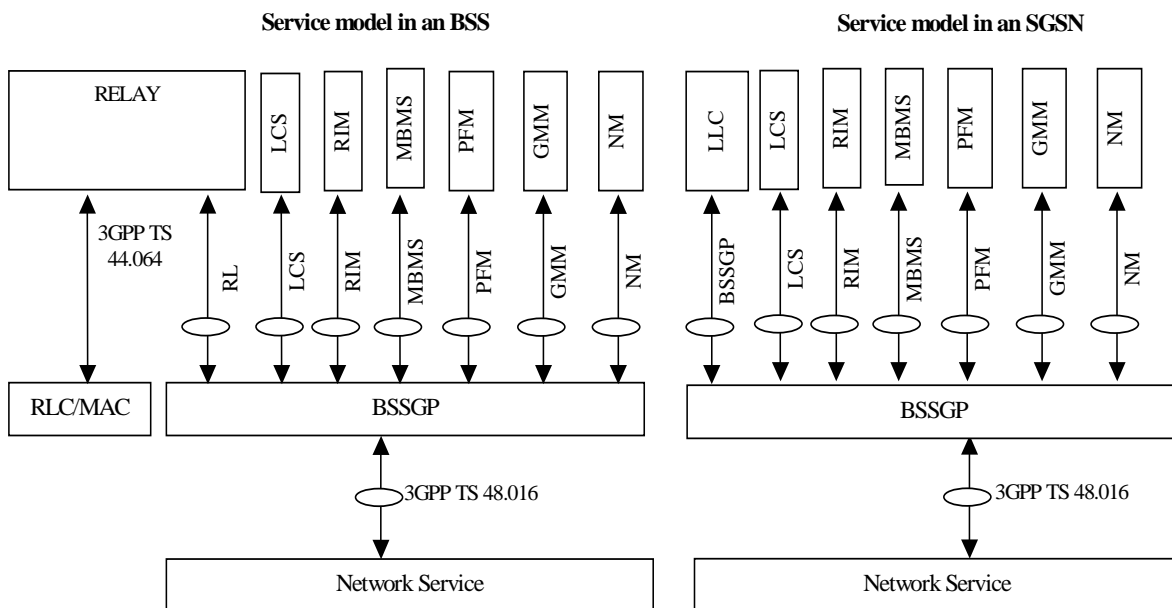 Service model in an BSS
Service model in an SGSN
RELAY
LCS
RIM
MBMS
PFM
GMM
NM
LLC
LCS
RIM
MBMS
PFM
GMM
NM
3GPP TS
44.064
RL
LCS
RIM
MBMS
PFM
GMM
NM
BSSGP
LCS
RIM
MBMS
PFM
GMM
NM
RLC/MAC
BSSGP
BSSGP
3GPP TS 48.016
3GPP TS 48.016
Network Service
Network Service